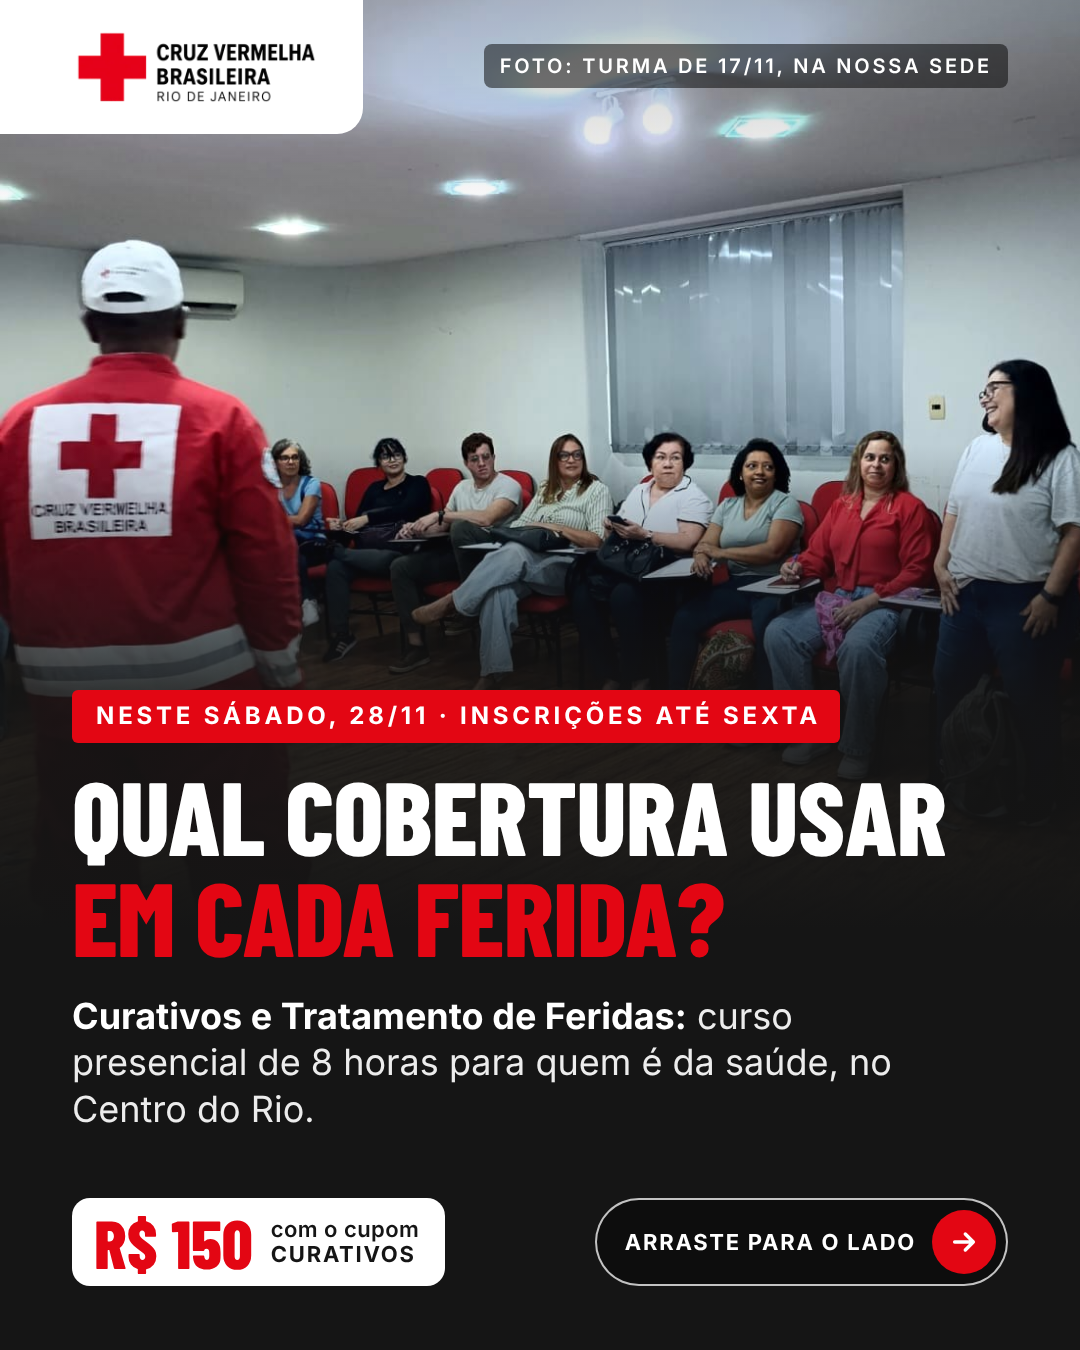 CRUZ VERMELHA
BRASILEIRA
RIO DE JANEIRO
FOTO: TURMA DE 17/11, NA NOSSA SEDE
CRUZ VERMELHA
BRASILEIRA
NESTE SÁBADO, 28/11 · INSCRIÇÕES ATÉ SEXTA
QUAL COBERTURA USAR
EM CADA FERIDA?
Curativos e Tratamento de Feridas: curso
presencial de 8 horas para quem é da saúde, no
Centro do Rio.
R$ 150
com o cupom
CURATIVOS
ARRASTE PARA O LADO